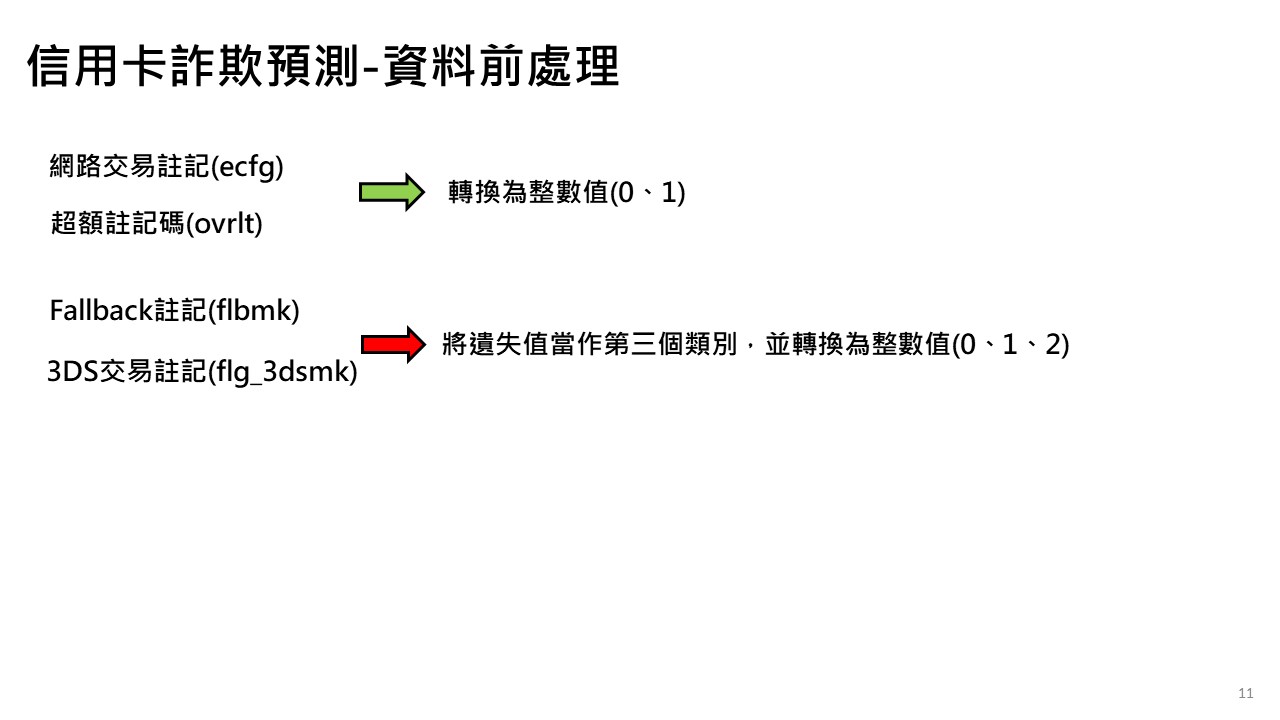 信用卡詐欺預測-資料前處理
網路交易註記(ecfg)
超額註記碼(ovrlt)
轉換為整數值(0、1)
Fallback註記(flbmk)
3DS交易註記(flg_3dsmk)
將遺失值當作第三個類別，並轉換為整數值(0、1、2)
11